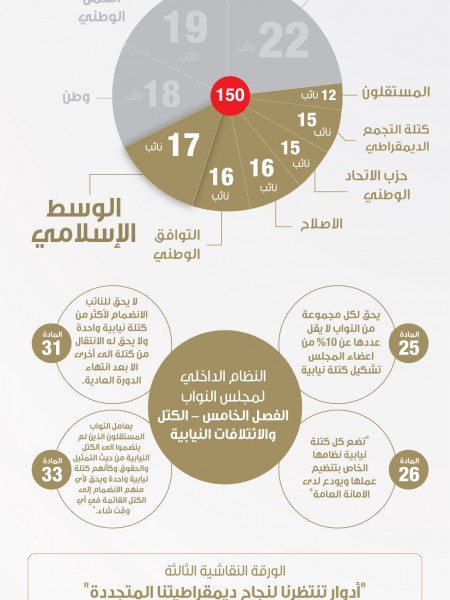 الوطني
19
نائب
22
نائب
وطن
18
نائب
150
12 نائب
المستقلون
15
نائب
كتلة التجمع
الديمقراطي
15
نائب
حزب الاتحاد
الوطني
16
نائب
الاصلاح
16
نائب
التوافق
الوطني
17
نائب
الوسط
الإسلامي
النظام الداخلي
لمجلس النواب
الفصل الخامس – الكتل
والائتلافات النيابية
المادة
25
يحق لكل مجموعة
من النواب لا يقل
عددها عن 10% من
اعضاء المجلس
تشكيل كتلة نيابية
المادة
31
لا يحق للنائب
الانضمام لأكثر من
كتلة نيابية واحدة
ولا يحق له الانتقال
من كتلة الى أخرى
الا بعد انتهاء
الدورة العادية.
المادة
26
"تضع كل كتلة
نيابية نظامها
الخاص بتنظيم
عملها ويودع لدى
الامانة العامة"
المادة
33
يعامل النواب
المستقلون الذين لم
ينضموا الى الكتل
النيابية من حيث التمثيل
والحقوق وكأنهم كتلة
نيابية واحدة ويحق لأي
منهم الانضمام إلى
الكتل القائمة في أي
وقت شاء."
الورقة النقاشية الثالثة
"أدوار تنتظرنا لنجاح ديمقراطيتنا المتجددة"